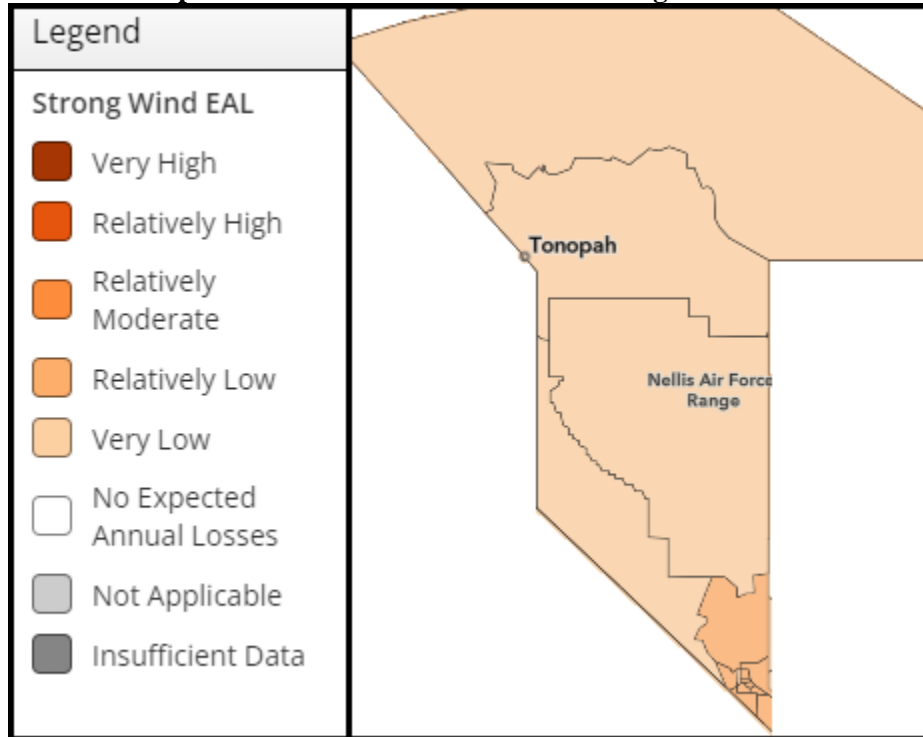 Legend
Strong Wind EAL
Very High
Relatively High
Relatively
Moderate
Relatively Low
Very Low
No Expected
Annual Losses
Not Applicable
Insufficient Data
Tonopah
Nellis Air Force
Range